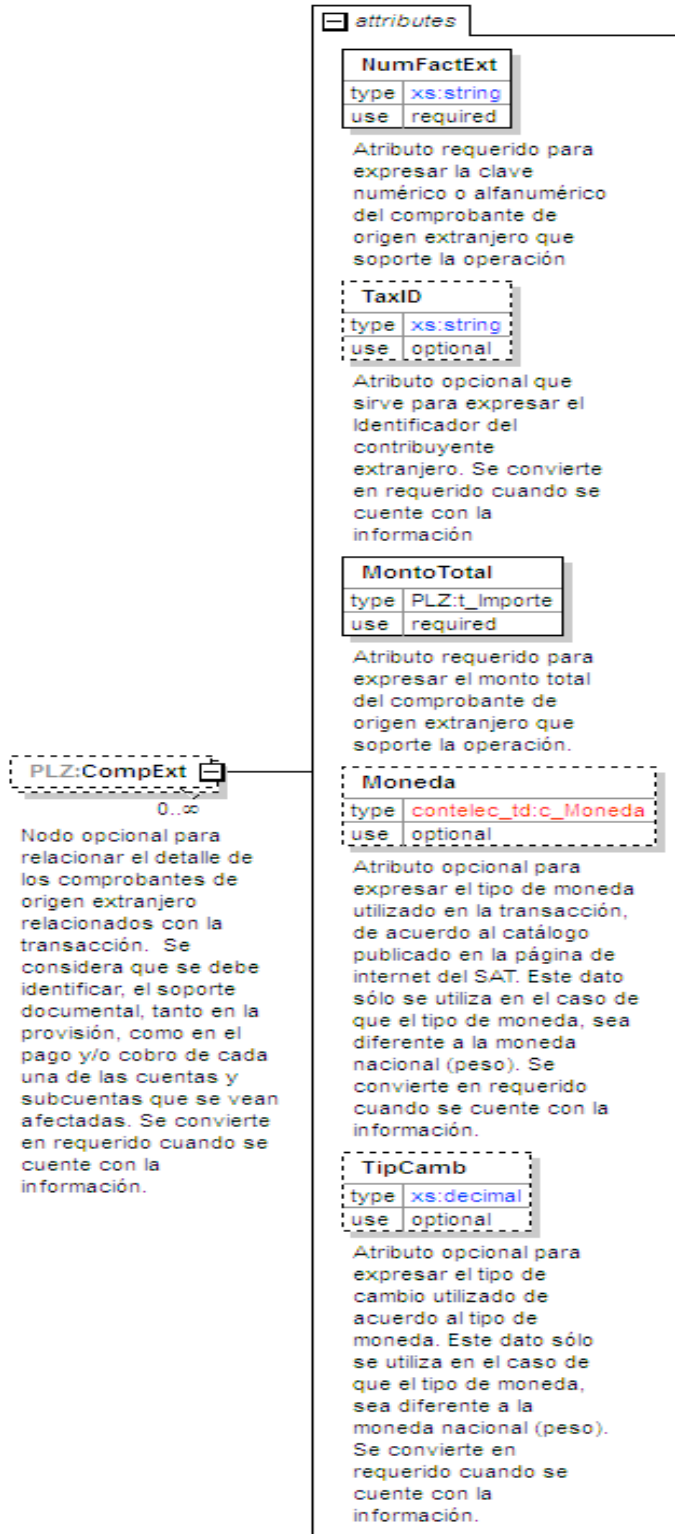 attributes
NumFactExt
type xs:string
use required
Atributo requerido para
expresar la clave
numérico o alfanumérico
del comprobante de
origen extranjero que
soporte la operación
TaxID
type xs:string
use optional
Atributo opcional que
sirve para expresar el
Identificador del
contribuyente
extranjero. Se convierte
en requerido cuando se
cuente con la
información
MontoTotal
type PLZ:t_Importe
use required
Atributo requerido para
expresar el monto total
del comprobante de
origen extranjero que
soporte la operación.
PLZ:CompExt
0..∞
Nodo opcional para
relacionar el detalle de
los comprobantes de
origen extranjero
relacionados con la
transacción. Se
considera que se debe
identificar, el soporte
documental, tanto en la
provisión, como en el
pago y/o cobro de cada
una de las cuentas y
subcuentas que se vean
afectadas. Se convierte
en requerido cuando se
cuente con la
información.
Moneda
type contelec_td:c_Moneda
use optional
Atributo opcional para
expresar el tipo de moneda
utilizado en la transacción,
de acuerdo al catálogo
publicado en la página de
internet del SAT. Este dato
sólo se utiliza en el caso de
que el tipo de moneda, sea
diferente a la moneda
nacional (peso). Se
convierte en requerido
cuando se cuente con la
información.
TipCamb
type xs:decimal
use optional
Atributo opcional para
expresar el tipo de
cambio utilizado de
acuerdo al tipo de
moneda. Este dato sólo
se utiliza en el caso de
que el tipo de moneda,
sea diferente a la
moneda nacional (peso).
Se convierte en
requerido cuando se
cuente con la
información.